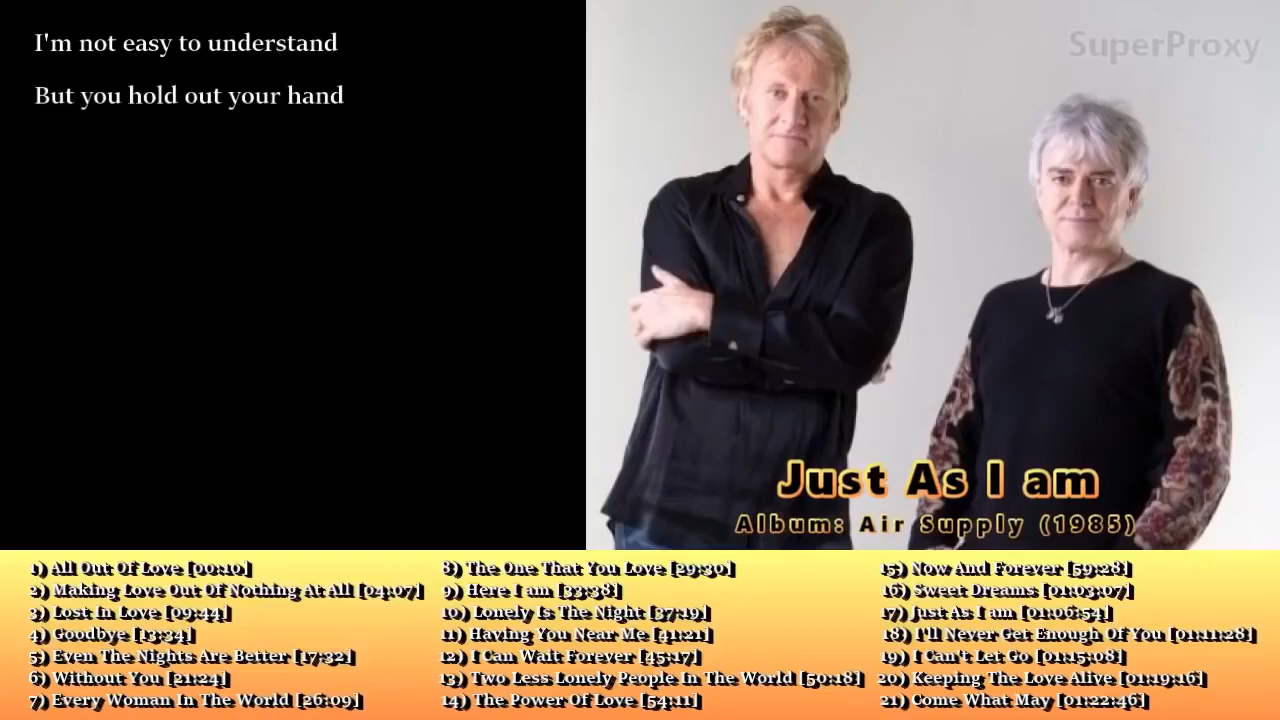 I'm not easy to understand
But you hold out your hand
SuperProxy
Just As I am
Album: Air Supply (1985)
1) All Out Of Love [00:10]
2) Making Love Out Of Nothing At All [04:07]
3) Lost In Love [09:44]
4) Goodbye [13:34]
5) Even The Nights Are Better [17:32]
6) Without You [21:24]
7) Every Woman In The World [26:09]
8) The One That You Love [29:30]
9) Here I am [33:38]
10) Lonely Is The Night [37:19]
11) Having You Near Me [41:21]
12) I Can Wait Forever [45:17]
13) Two Less Lonely People In The World [50:18]
14) The Power Of Love [54:11]
15) Now And Forever [59:28]
16) Sweet Dreams [01:03:07]
17) Just As I am [01:06:54]
18) I'll Never Get Enough Of You [01:11:28]
19) I Can't Let Go [01:15:08]
20) Keeping The Love Alive [01:19:16]
21) Come What May [01:22:46]